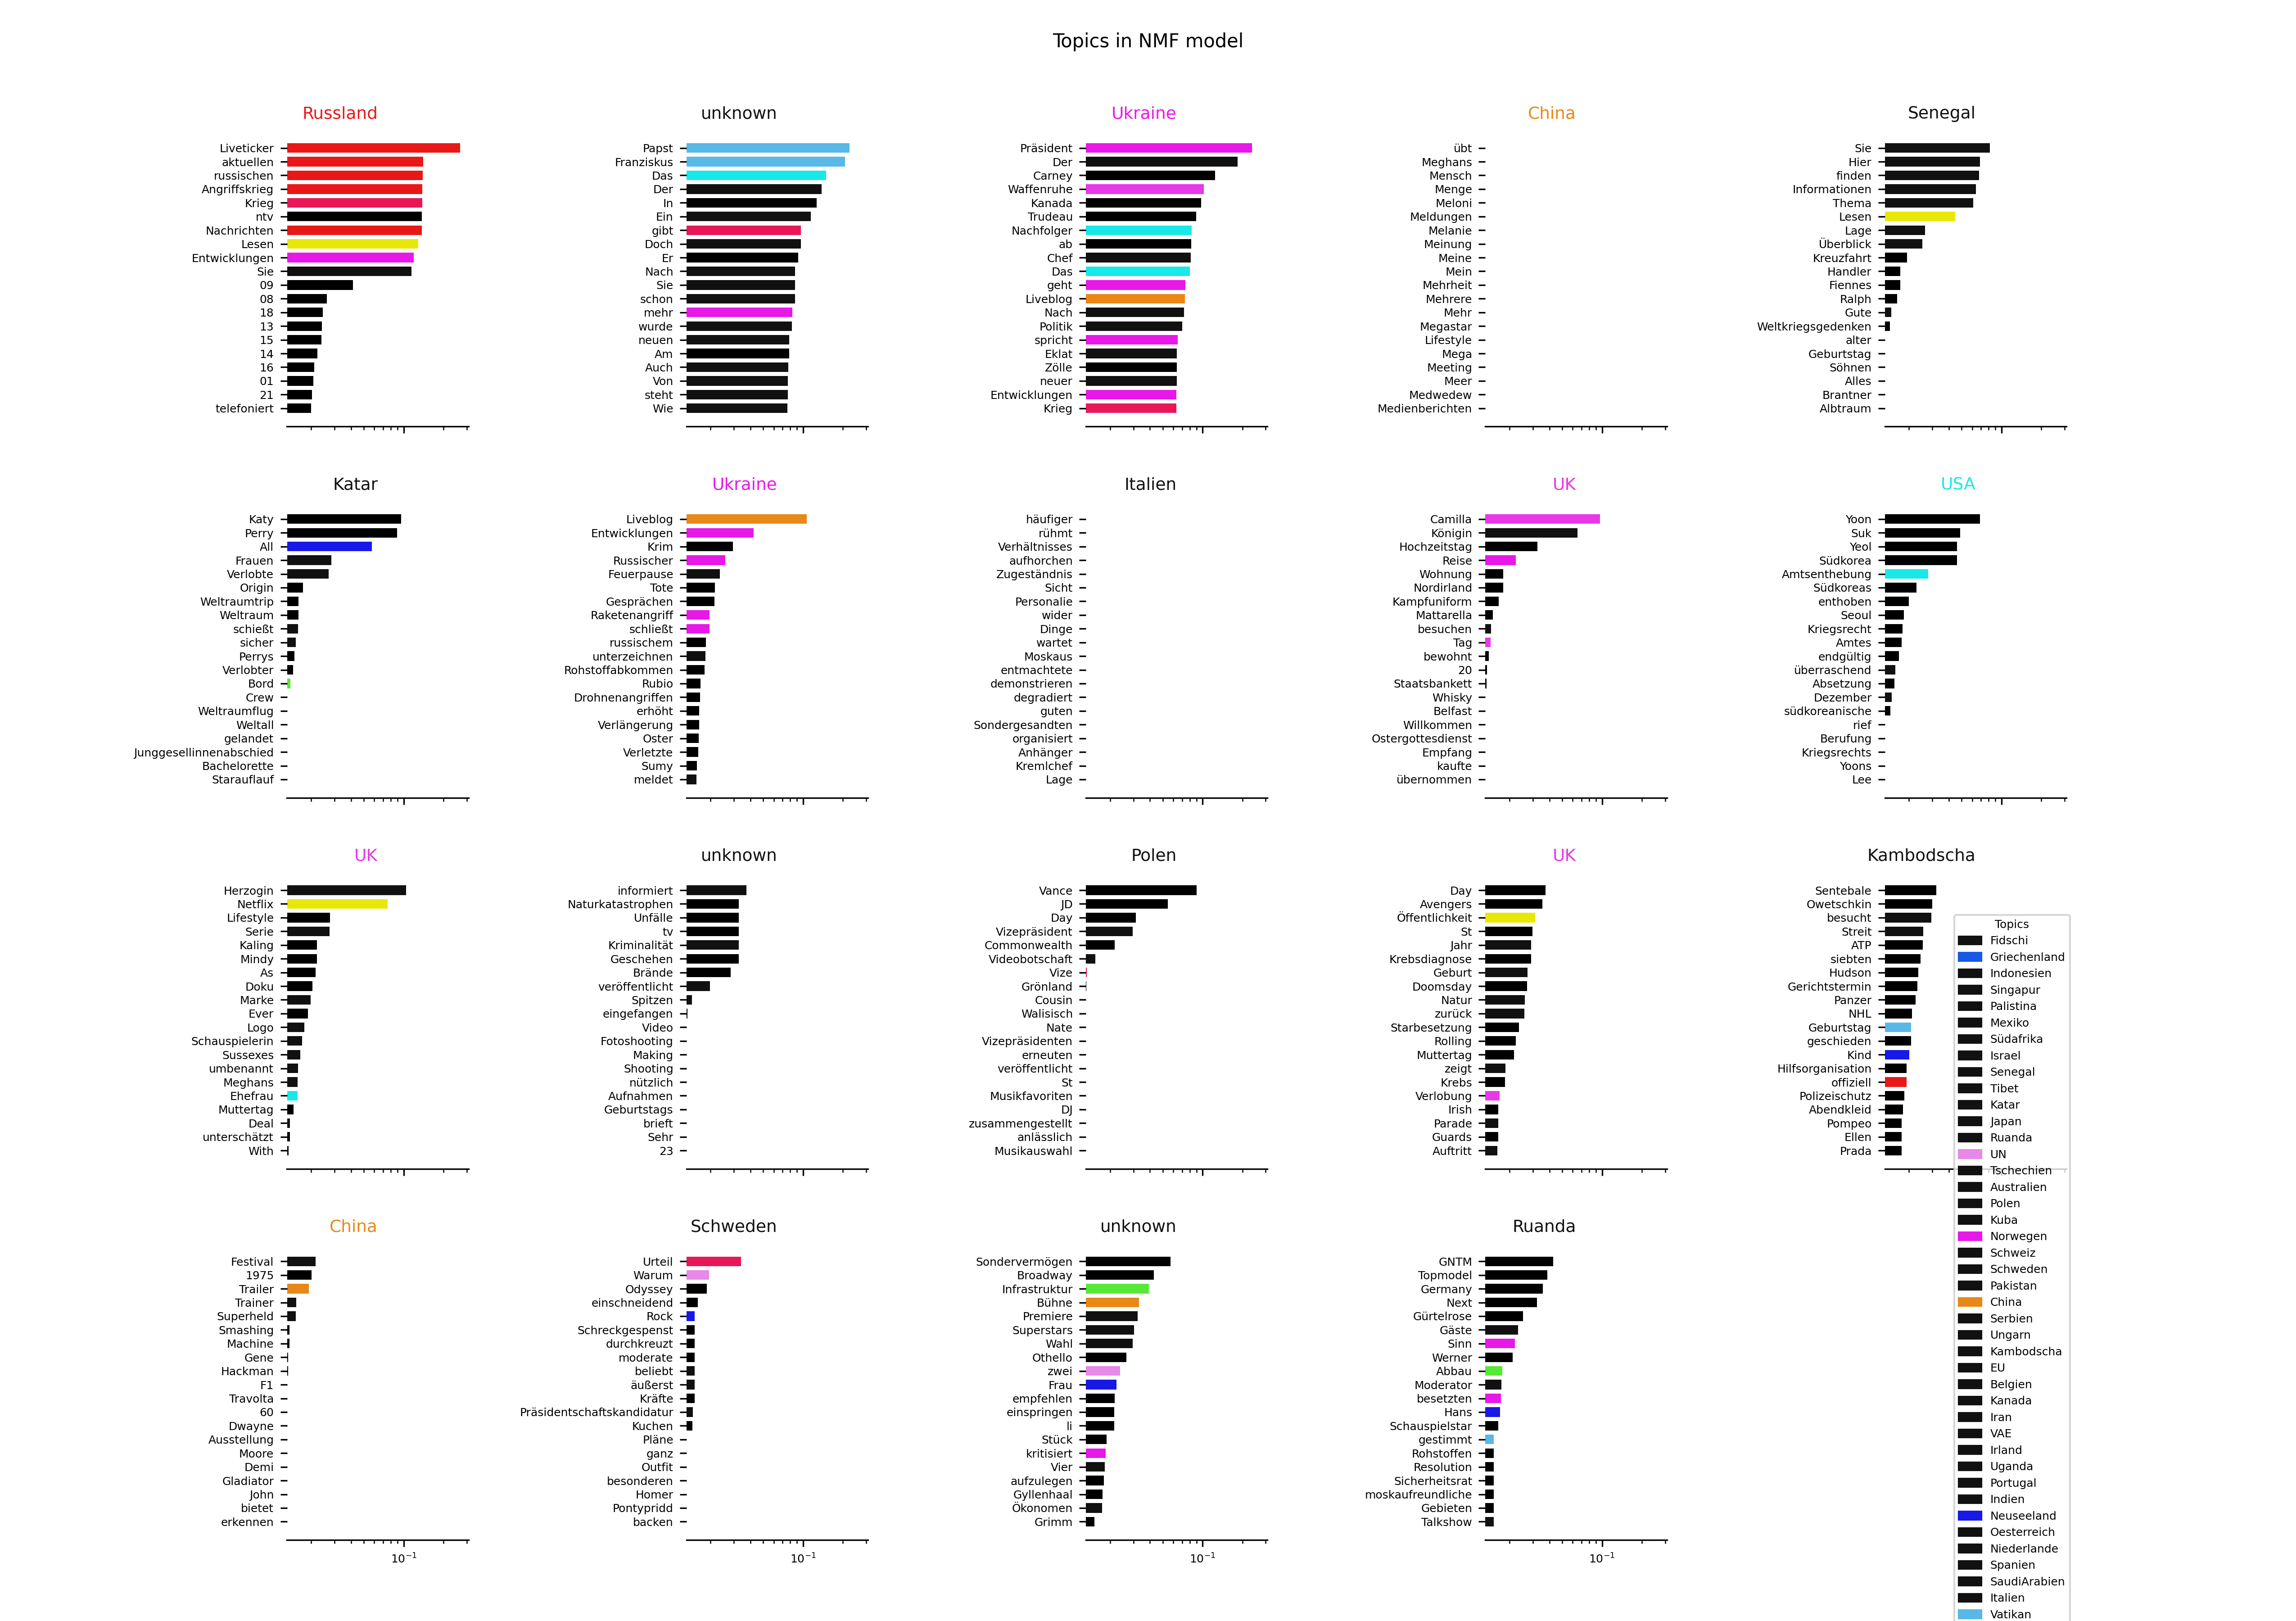 Topics in NMF model
Russland
Liveticker
aktuellen
russischen
Angriffskrieg
Krieg
ntv
Nachrichten
Lesen
Entwicklungen
Sie
09
08
18
13
15
14
16
01
21
telefoniert
unknown
Papst
Franziskus
Das
Der
In
Ein
gibt
Doch
Er
Nach
Sie
schon
mehr
wurde
neuen
Am
Auch
Von
steht
Wie
Ukraine
Präsident
Der
Carney
Waffenruhe
Kanada
Trudeau
Nachfolger
ab
Chef
Das
geht
Liveblog
Nach
Politik
spricht
Eklat
Zölle
neuer
Entwicklungen
Krieg
China
übt
Meghans
Mensch
Menge
Meloni
Meldungen
Melanie
Meinung
Meine
Mein
Mehrheit
Mehrere
Mehr
Megastar
Lifestyle
Mega
Meeting
Meer
Medwedew
Medienberichten
Senegal
Sie
Hier
finden
Informationen
Thema
Lesen
Lage
Überblick
Kreuzfahrt
Handler
Fiennes
Ralph
Gute
Weltkriegsgedenken
alter
Geburtstag
Söhnen
Alles
Brantner
Albtraum
Katar
Katy
Perry
All
Frauen
Verlobte
Origin
Weltraumtrip
Weltraum
schießt
sicher
Perrys
Verlobter
Bord
Crew
Weltraumflug
Weltall
gelandet
Junggesellinnenabschied
Bachelorette
Starauflauf
Ukraine
Liveblog
Entwicklungen
Krim
Russischer
Feuerpause
Tote
Gesprächen
Raketenangriff
schließt
russischem
unterzeichnen
Rohstoffabkommen
Rubio
Drohnenangriffen
erhöht
Verlängerung
Oster
Verletzte
Sumy
meldet
Italien
häufiger
rühmt
Verhältnisses
aufhorchen
Zugeständnis
Sicht
Personalie
wider
Dinge
wartet
Moskaus
entmachtete
demonstrieren
degradiert
guten
Sondergesandten
organisiert
Anhänger
Kremlchef
Lage
UK
Camilla
Königin
Hochzeitstag
Reise
Wohnung
Nordirland
Kampfuniform
Mattarella
besuchen
Tag
bewohnt
20
Staatsbankett
Whisky
Belfast
Willkommen
Ostergottesdienst
Empfang
kaufte
übernommen
USA
Yoon
Suk
Yeol
Südkorea
Amtsenthebung
Südkoreas
enthoben
Seoul
Kriegsrecht
Amtes
endgültig
überraschend
Absetzung
Dezember
südkoreanische
rief
Berufung
Kriegsrechts
Yoons
Lee
UK
Herzogin
Netflix
Lifestyle
Serie
Kaling
Mindy
As
Doku
Marke
Ever
Logo
Schauspielerin
Sussexes
umbenannt
Meghans
Ehefrau
Muttertag
Deal
unterschätzt
With
unknown
informiert
Naturkatastrophen
Unfälle
tv
Kriminalität
Geschehen
Brände
veröffentlicht
Spitzen
eingefangen
Video
Fotoshooting
Making
Shooting
nützlich
Aufnahmen
Geburtstags
brieft
Sehr
23
Polen
Vance
JD
Day
Vizepräsident
Commonwealth
Videobotschaft
Vize
Grönland
Cousin
Walisisch
Nate
Vizepräsidenten
erneuten
veröffentlicht
St
Musikfavoriten
DJ
zusammengestellt
anlässlich
Musikauswahl
UK
Day
Avengers
Öffentlichkeit
St
Jahr
Krebsdiagnose
Geburt
Doomsday
Natur
zurück
Starbesetzung
Rolling
Muttertag
zeigt
Krebs
Verlobung
Irish
Parade
Guards
Auftritt
Kambodscha
Sentebale
Owetschkin
besucht
Streit
ATP
siebten
Hudson
Gerichtstermin
Panzer
NHL
Geburtstag
geschieden
Kind
Hilfsorganisation
offiziell
Polizeischutz
Abendkleid
Pompeo
Ellen
Prada
China
Festival
1975
Trailer
Trainer
Superheld
Smashing
Machine
Gene
Hackman
F1
Travolta
60
Dwayne
Ausstellung
Moore
Demi
Gladiator
John
bietet
erkennen
10⁻¹
Schweden
Urteil
Warum
Odyssey
einschneidend
Rock
Schreckgespenst
durchkreuzt
moderate
beliebt
äußerst
Kräfte
Präsidentschaftskandidatur
Kuchen
Pläne
ganz
Outfit
besonderen
Homer
Pontypridd
backen
10⁻¹
unknown
Sondervermögen
Broadway
Infrastruktur
Bühne
Premiere
Superstars
Wahl
Othello
zwei
Frau
empfehlen
einspringen
li
Stück
kritisiert
Vier
aufzulegen
Gyllenhaal
Ökonomen
Grimm
10⁻¹
Ruanda
GNTM
Topmodel
Germany
Next
Gürtelrose
Gäste
Sinn
Werner
Abbau
Moderator
besetzten
Hans
Schauspielstar
gestimmt
Rohstoffen
Resolution
Sicherheitsrat
moskaufreundliche
Gebieten
Talkshow
10⁻¹
Topics
Fidschi
Griechenland
Indonesien
Singapur
Palistina
Mexiko
Südafrika
Israel
Senegal
Tibet
Katar
Japan
Ruanda
UN
Tschechien
Australien
Polen
Kuba
Norwegen
Schweiz
Schweden
Pakistan
China
Serbien
Ungarn
Kambodscha
EU
Belgien
Kanada
Iran
VAE
Irland
Uganda
Portugal
Indien
Neuseeland
Oesterreich
Niederlande
Spanien
SaudiArabien
Italien
Vatikan